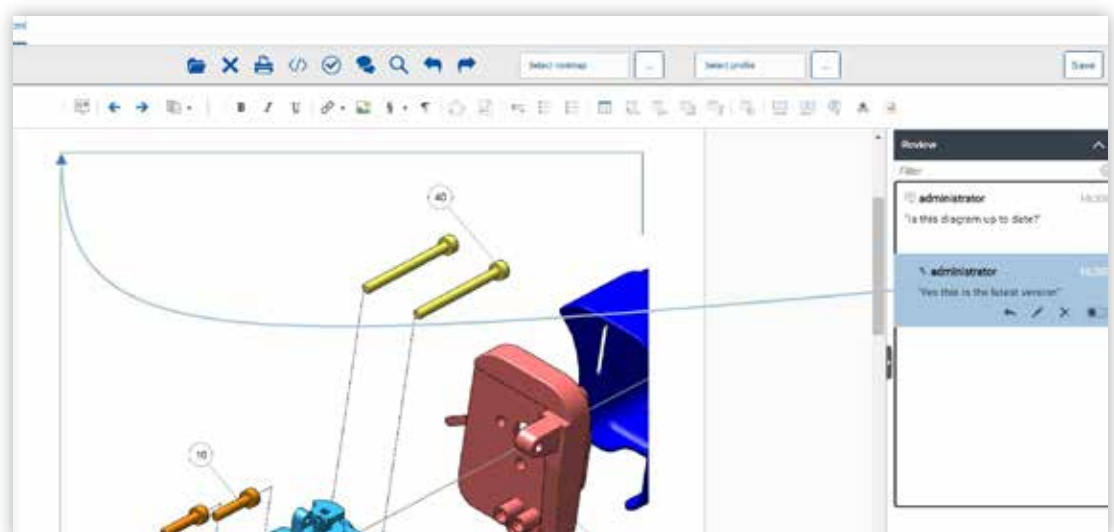 Select rootmap
...
Select profile
...
Save
B I U
Review
Filter
administrator
"Is this diagram up to date?"
administrator
"Yes this is the latest version"
40
10